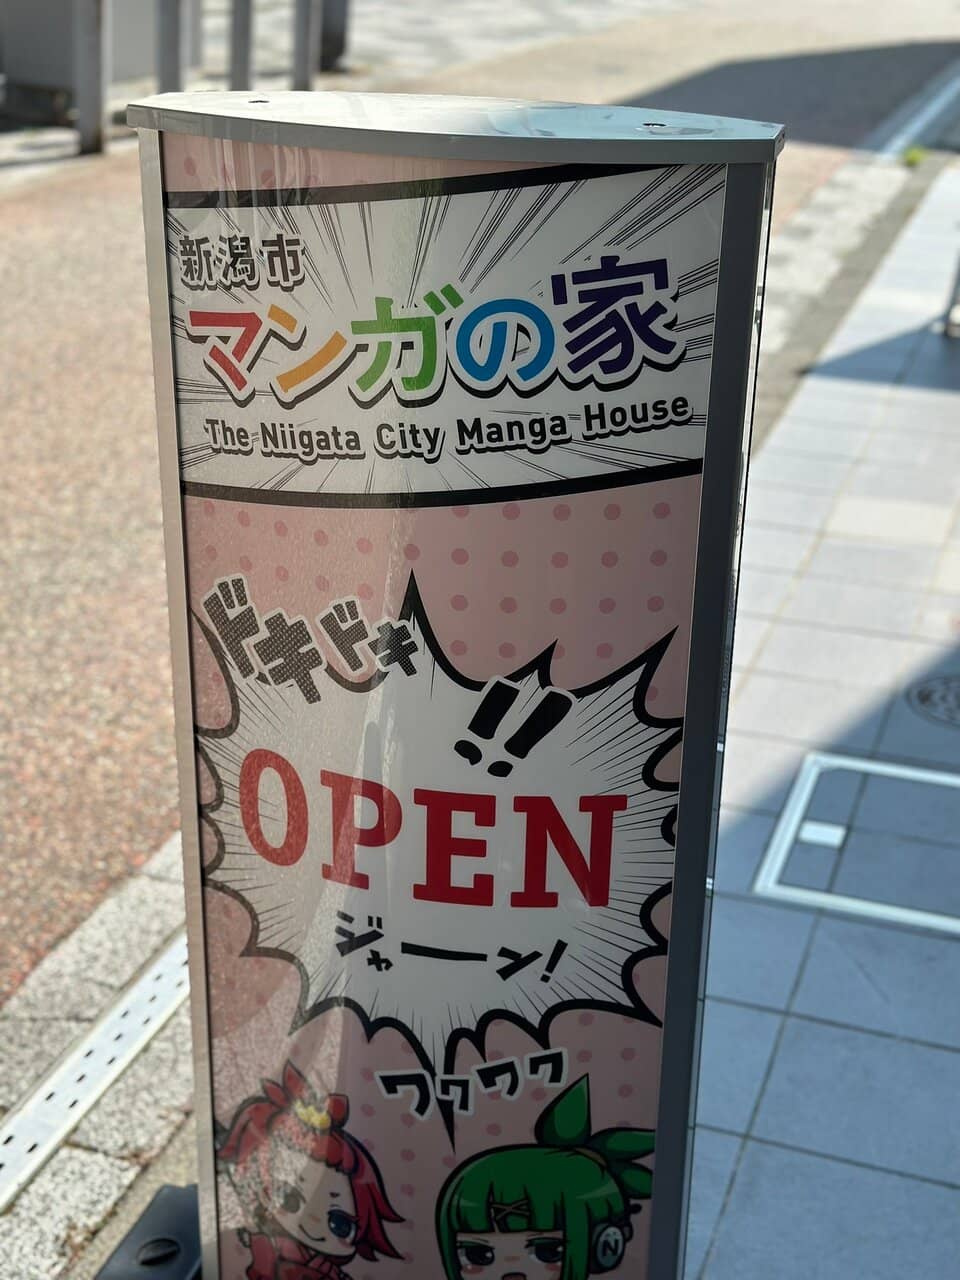 新潟市
マンガの家
The Niigata City Manga House
ドキドキ
!!
OPEN
ジャーン!
ワクワク
N